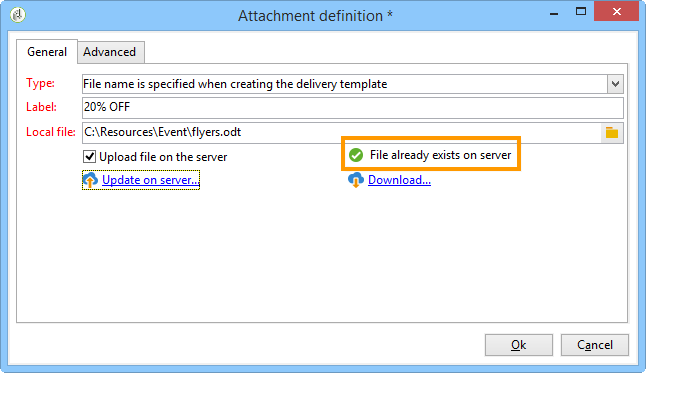 Attachment definition *
General Advanced
Type: File name is specified when creating the delivery template
Label: 20% OFF
Local file: C:\Resources\Event\flyers.odt
Upload file on the server File already exists on server
Update on server... Download...
Ok Cancel